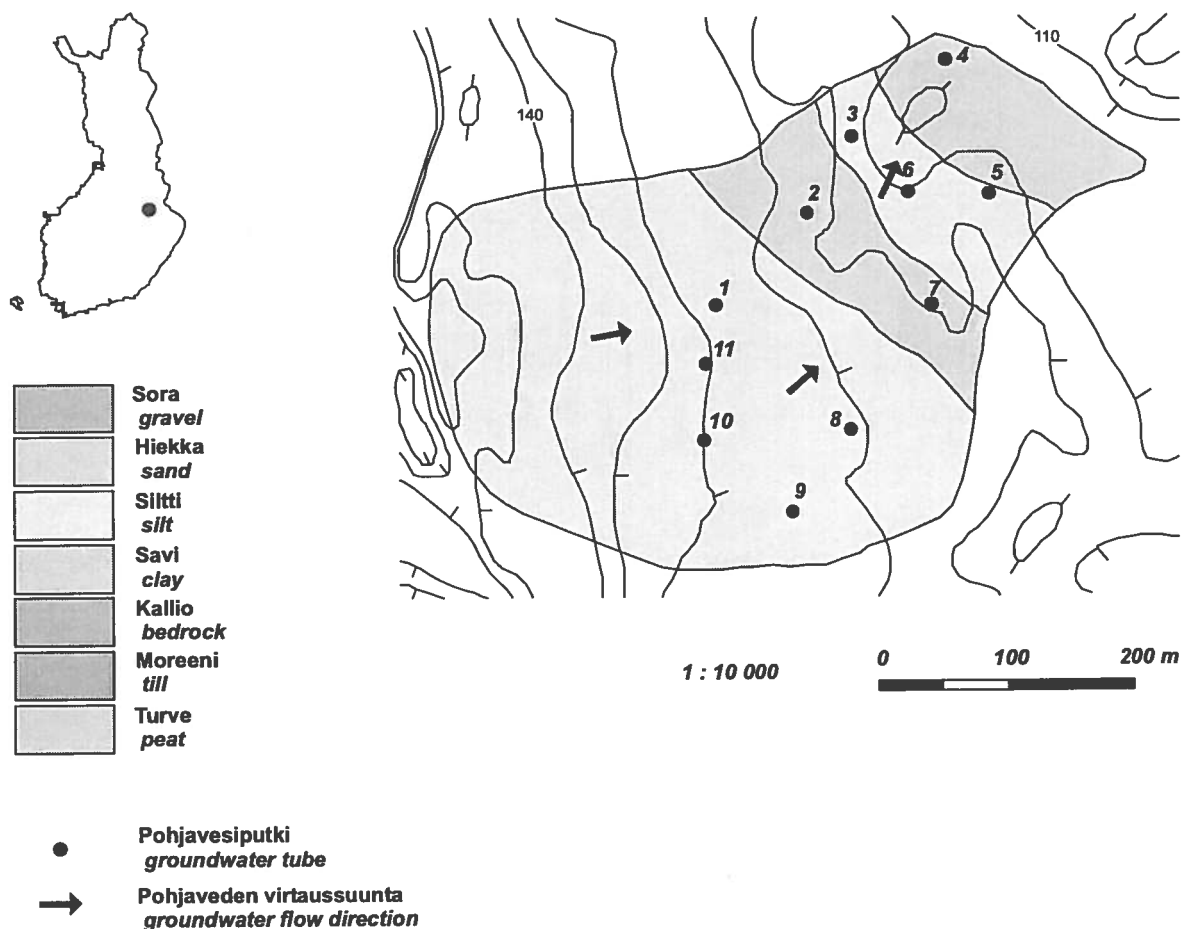 140
110
4
3
6
5
2
7
1
11
10
8
9
Sora
gravel
Hiekka
sand
Siltti
silt
Savi
clay
Kallio
bedrock
Moreeni
till
Turve
peat
1 : 10 000
0 100 200 m
Pohjavesiputki
groundwater tube
Pohjaveden virtaussuunta
groundwater flow direction